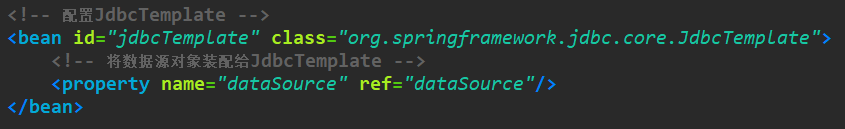 <!-- 配置JdbcTemplate -->
<bean id="jdbcTemplate" class="org.springframework.jdbc.core.JdbcTemplate">
    <!-- 将数据源对象装配给JdbcTemplate -->
    <property name="dataSource" ref="dataSource"/>
</bean>